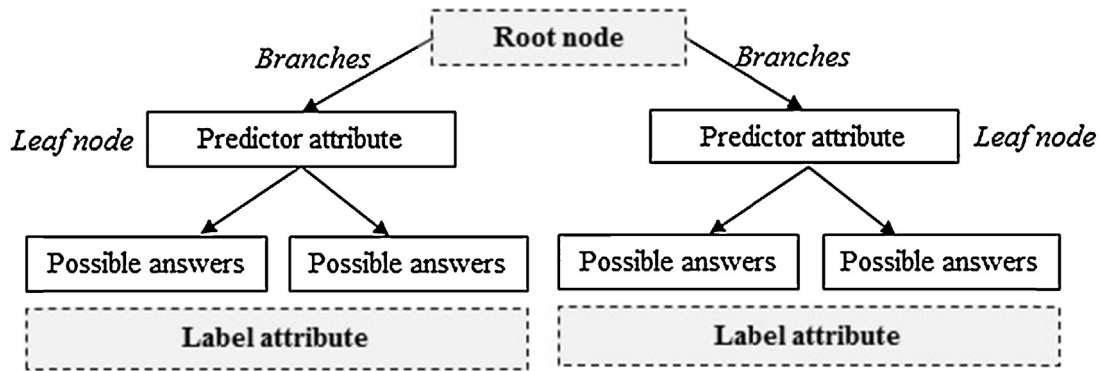 Root node
Branches
Branches
Leaf node
Predictor attribute
Predictor attribute
Leaf node
Possible answers
Possible answers
Possible answers
Possible answers
Label attribute
Label attribute